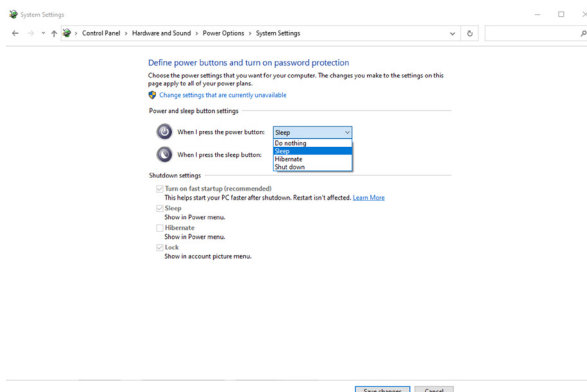 System Settings
Control Panel › Hardware and Sound › Power Options › System Settings
Define power buttons and turn on password protection
Choose the power settings that you want for your computer. The changes you make to the settings on this
page apply to all of your power plans.
Change settings that are currently unavailable
Power and sleep button settings
When I press the power button: Sleep
Do nothing
Sleep
When I press the sleep button:
Hibernate
Shut down
Shutdown settings
Turn on fast startup (recommended)
This helps start your PC faster after shutdown. Restart isn't affected. Learn More
Sleep
Show in Power menu.
Hibernate
Show in Power menu.
Lock
Show in account picture menu.
Save changes Cancel